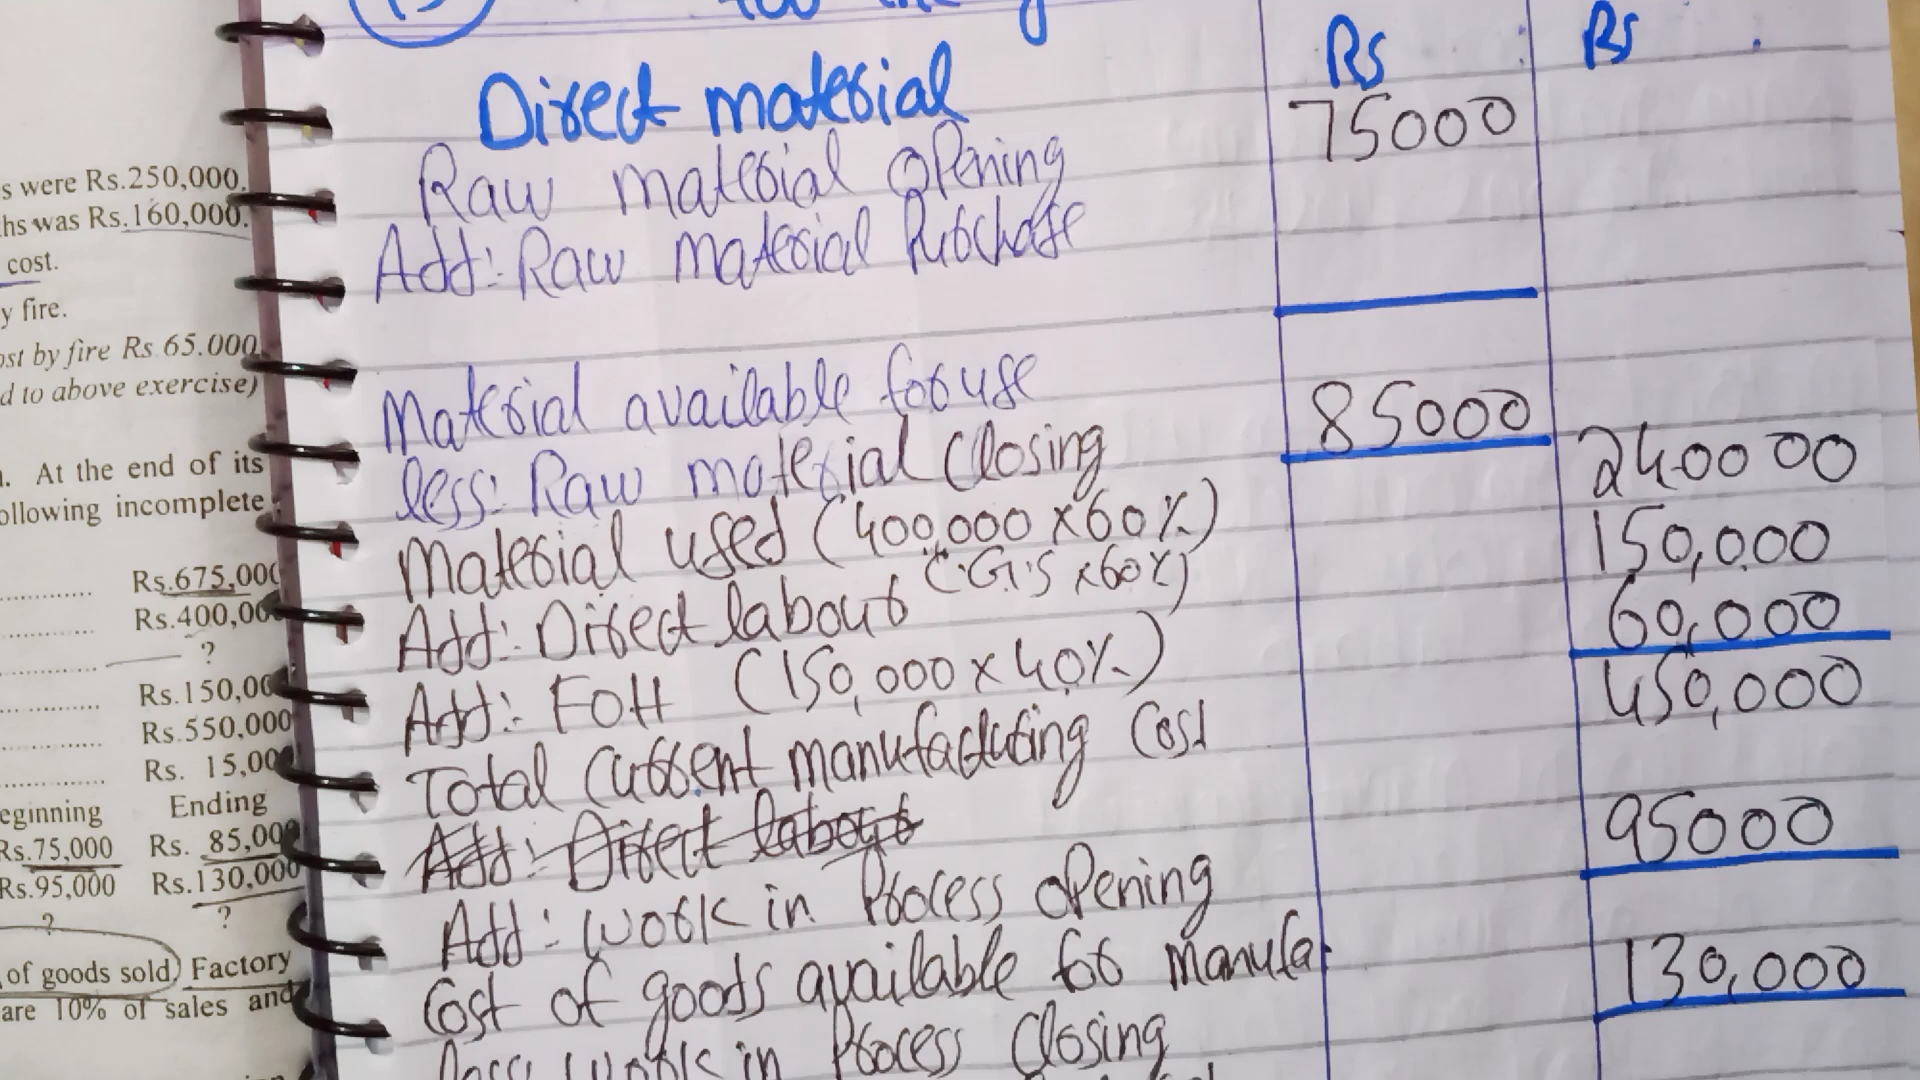 s were Rs.250,000.
hs was Rs.160,000.
cost.
y fire.
ost by fire Rs 65.000
d to above exercise)
. At the end of its
ollowing incomplete
Rs.675,000
Rs.400,00
?
Rs.150,00
Rs.550,000
Rs. 15,00
eginning Ending
Rs.75,000 Rs. 85,000
Rs.95,000 Rs.130,000
? ?
of goods sold) Factory
are 10% of sales and
Rs Rs
Direct material
Raw material opening 75000
Add: Raw material Purchase
Material available for use
less: Raw material Closing 85000
Material used (400,000 x 60%) 240000
Add: Direct labour (C.G.S x 60%) 150,000
Add: FOH (150,000 x 40%) 60,000
Total Current manufacturing Cost 450,000
Add: Direct labour
Add: Work in Process opening 95000
Cost of goods available for manufa
less: Work in Process Closing 130,000